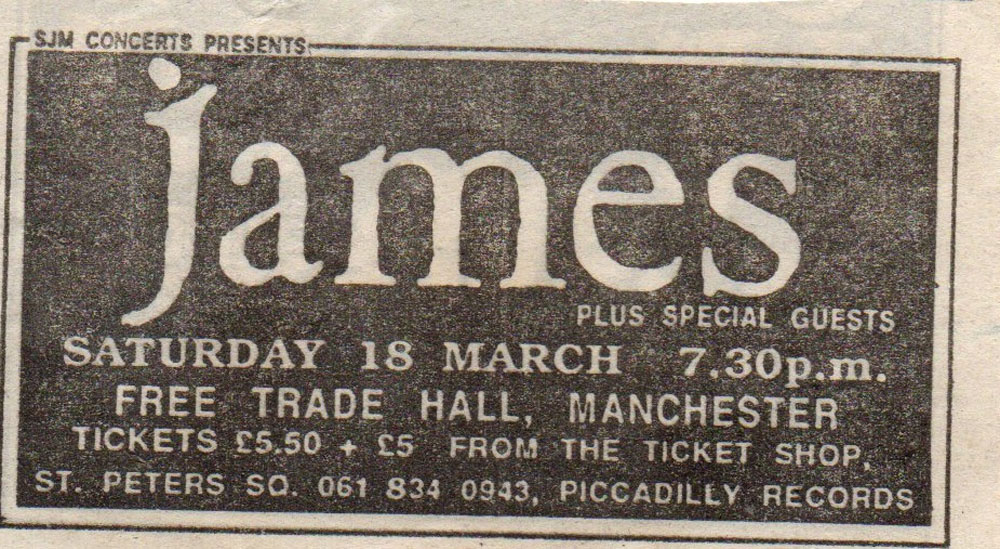 SJM CONCERTS PRESENTS
james
PLUS SPECIAL GUESTS
SATURDAY 18 MARCH 7.30p.m.
FREE TRADE HALL, MANCHESTER
TICKETS £5.50 + £5 FROM THE TICKET SHOP,
ST. PETERS SQ. 061 834 0943, PICCADILLY RECORDS